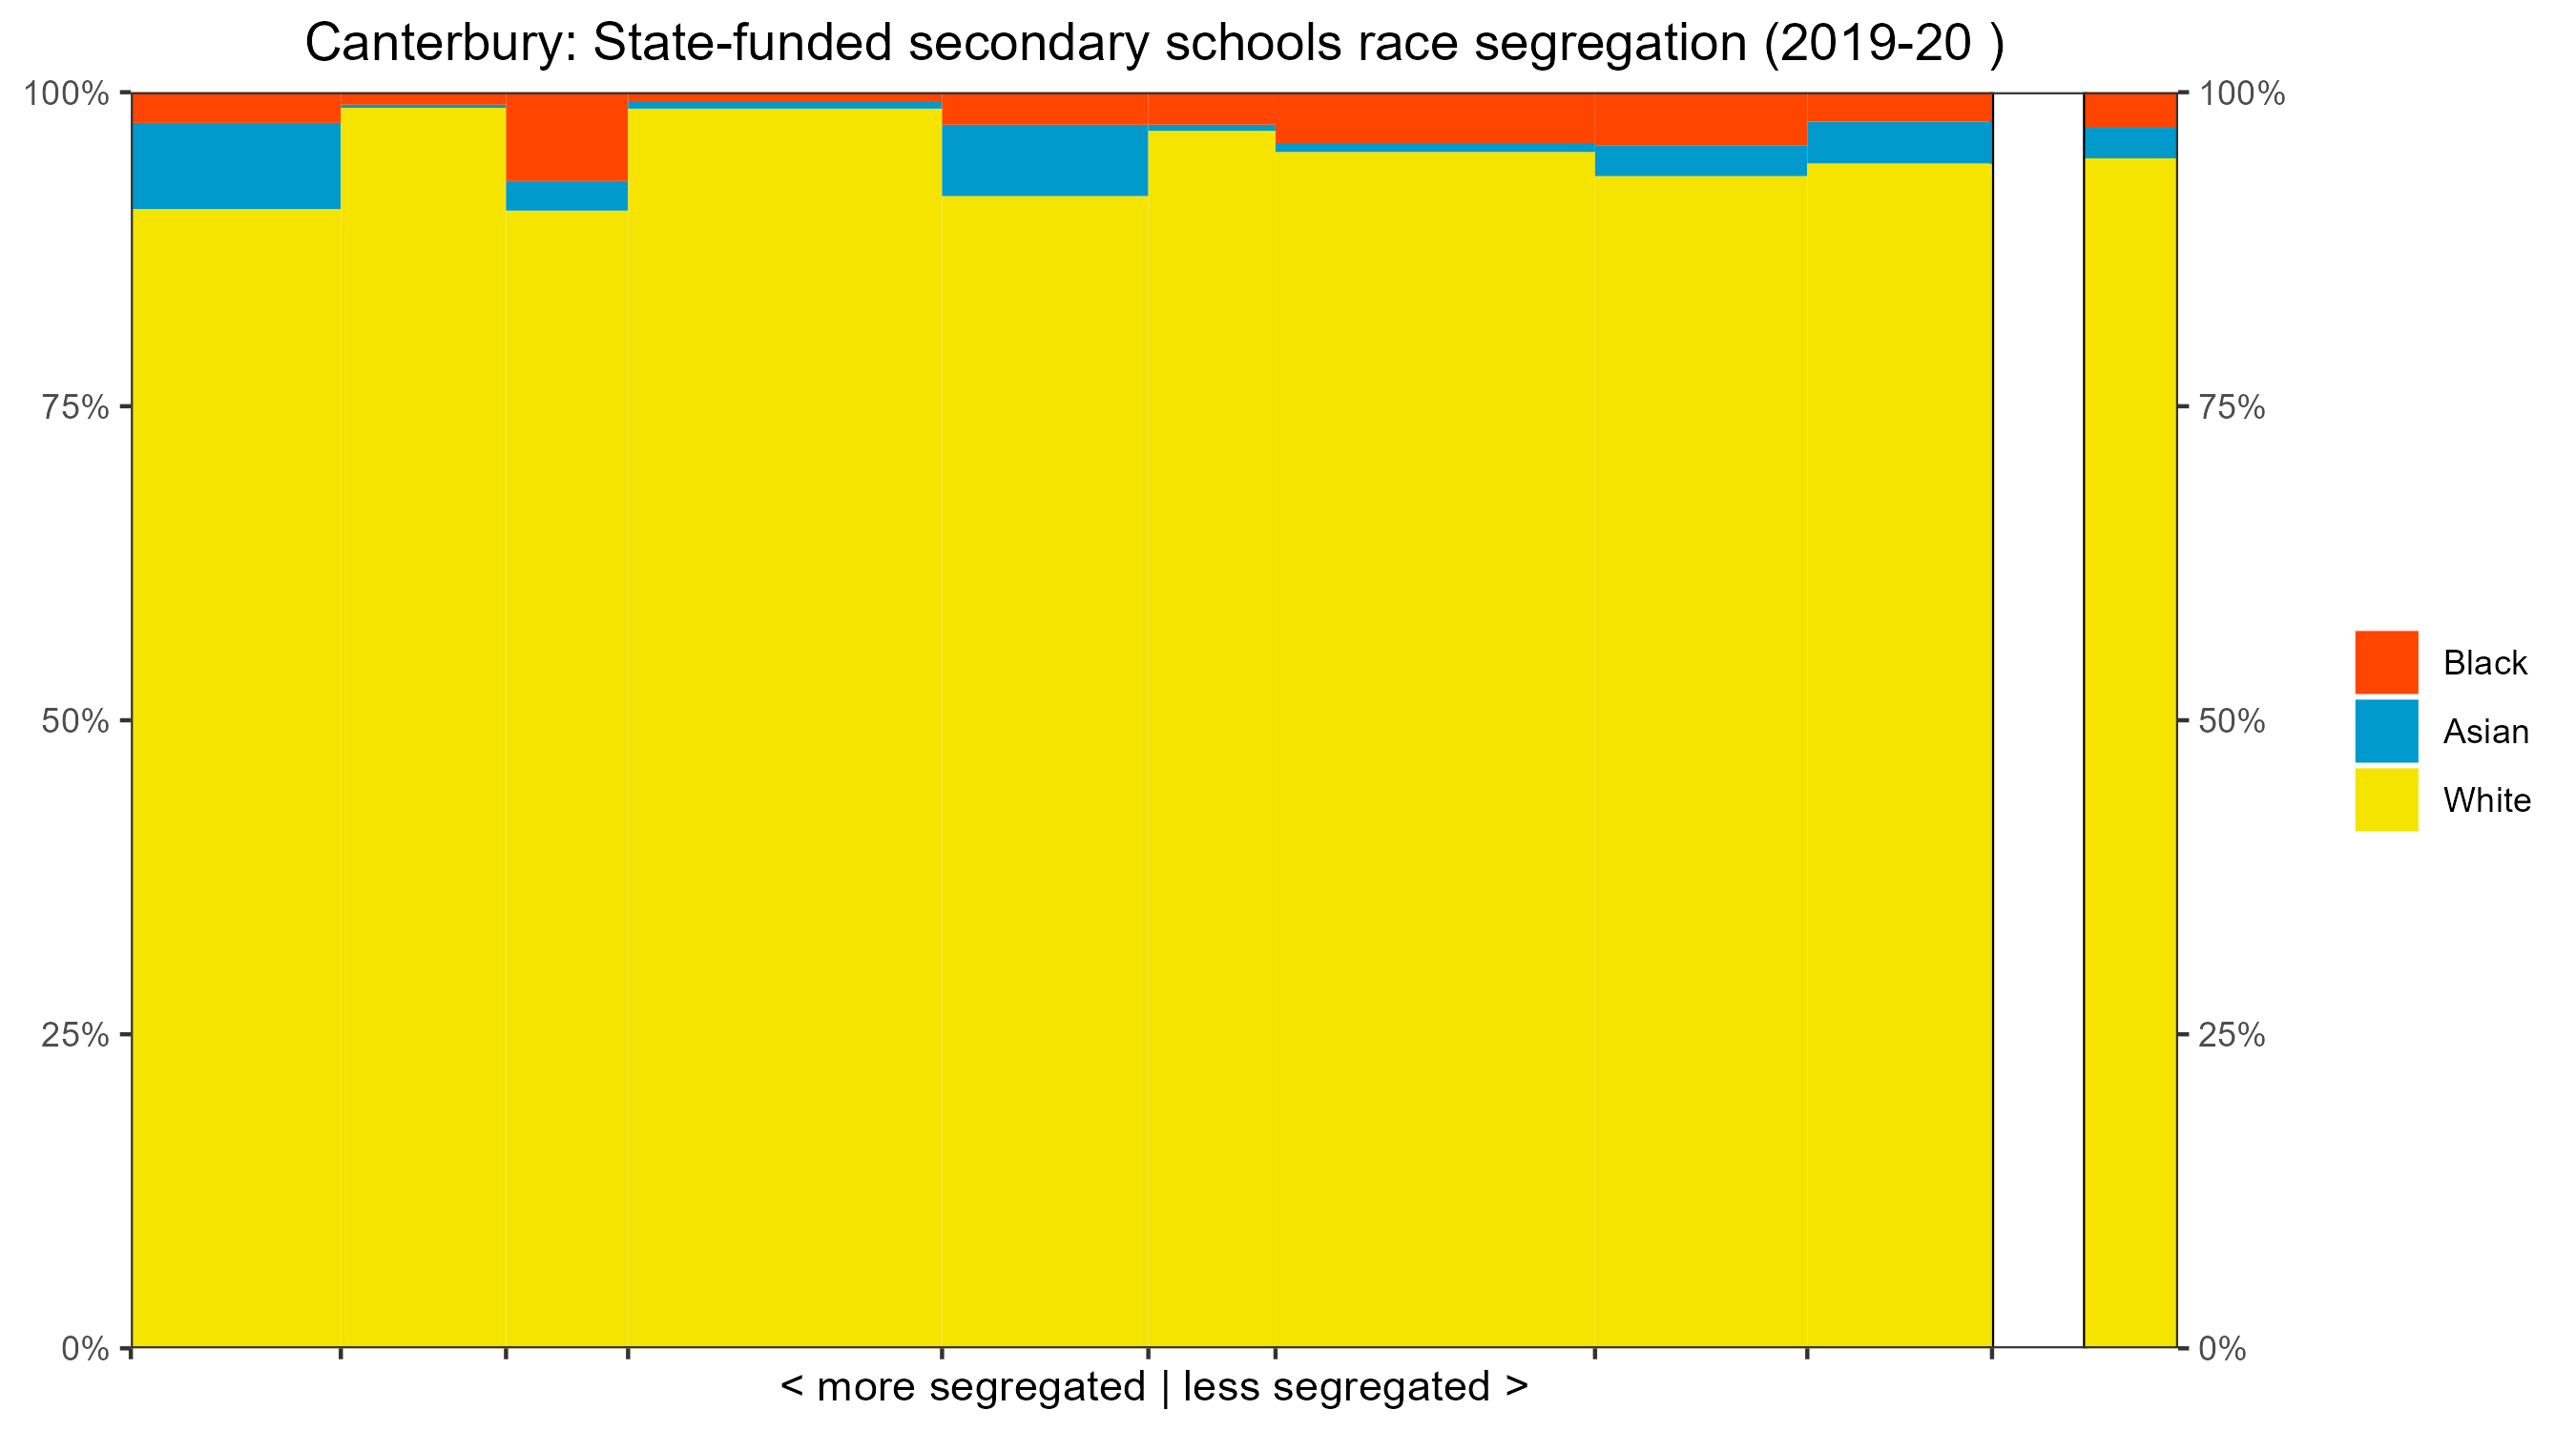 Canterbury: State-funded secondary schools race segregation (2019-20 )
100%
75%
50%
25%
0%
100%
75%
50%
25%
0%
Black
Asian
White
< more segregated | less segregated >